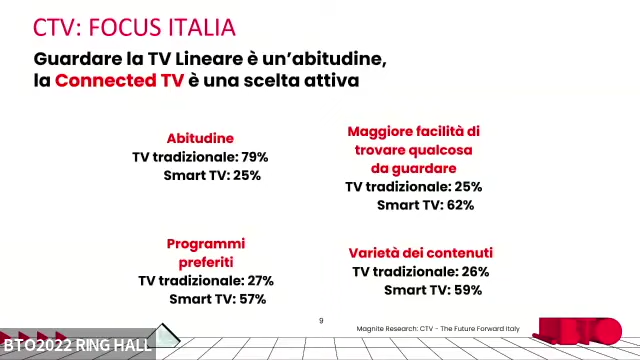 CTV: FOCUS ITALIA
Guardare la TV Lineare è un'abitudine,
la Connected TV è una scelta attiva
Abitudine
TV tradizionale: 79%
Smart TV: 25%
Maggiore facilità di
trovare qualcosa
da guardare
TV tradizionale: 25%
Smart TV: 62%
Programmi
preferiti
TV tradizionale: 27%
Smart TV: 57%
Varietà dei contenuti
TV tradizionale: 26%
Smart TV: 59%
9
Magnite Research: CTV - The Future Forward Italy
BTO2022 RING HALL
BTO